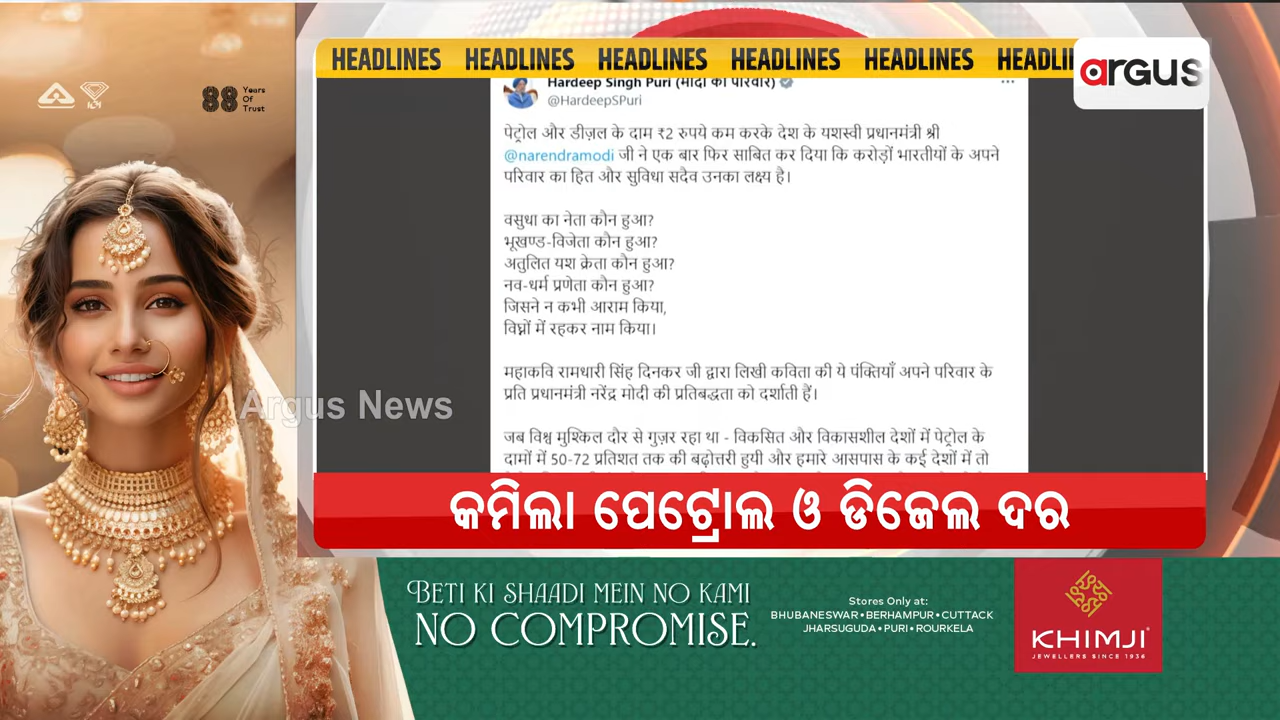 HEADLINES HEADLINES HEADLINES HEADLINES HEADLINES
argus
88 Years
Of
Trust
Hardeep Singh Puri (मोदी का परिवार)
@HardeepSPuri
पेट्रोल और डीज़ल के दाम ₹2 रुपये कम करके देश के यशस्वी प्रधानमंत्री श्री
@narendramodi जी ने एक बार फिर साबित कर दिया कि करोड़ों भारतीयों के अपने
परिवार का हित और सुविधा सदैव उनका लक्ष्य है।
वसुधा का नेता कौन हुआ?
भूखण्ड-विजेता कौन हुआ?
अतुलित यश क्रेता कौन हुआ?
नव-धर्म प्रणेता कौन हुआ?
जिसने न कभी आराम किया,
विघ्नों में रहकर नाम किया।
महाकवि रामधारी सिंह दिनकर जी द्वारा लिखी कविता की ये पंक्तियाँ अपने परिवार के
प्रति प्रधानमंत्री नरेंद्र मोदी की प्रतिबद्धता को दर्शाती हैं।
जब विश्व मुश्किल दौर से गुज़र रहा था - विकसित और विकासशील देशों में पेट्रोल के
दामों में 50-72 प्रतिशत तक की बढ़ोत्तरी हुयी और हमारे आसपास के कई देशों में तो
Argus News
କମିଲା ପେଟ୍ରୋଲ ଓ ଡିଜେଲ ଦର
BETI KI SHAADI MEIN NO KAMI
NO COMPROMISE.
Stores Only at:
BHUBANESWAR • BERHAMPUR • CUTTACK
JHARSUGUDA • PURI • ROURKELA
KHIMJI
JEWELLERS SINCE 1936